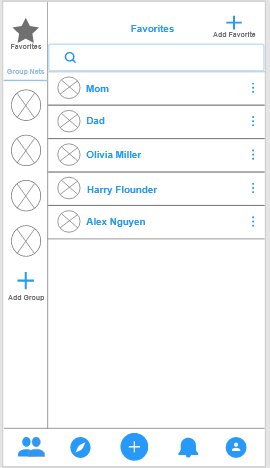 Favorites
Favorites
Add Favorite
Group Nets
Mom
Dad
Olivia Miller
Harry Flounder
Alex Nguyen
Add Group